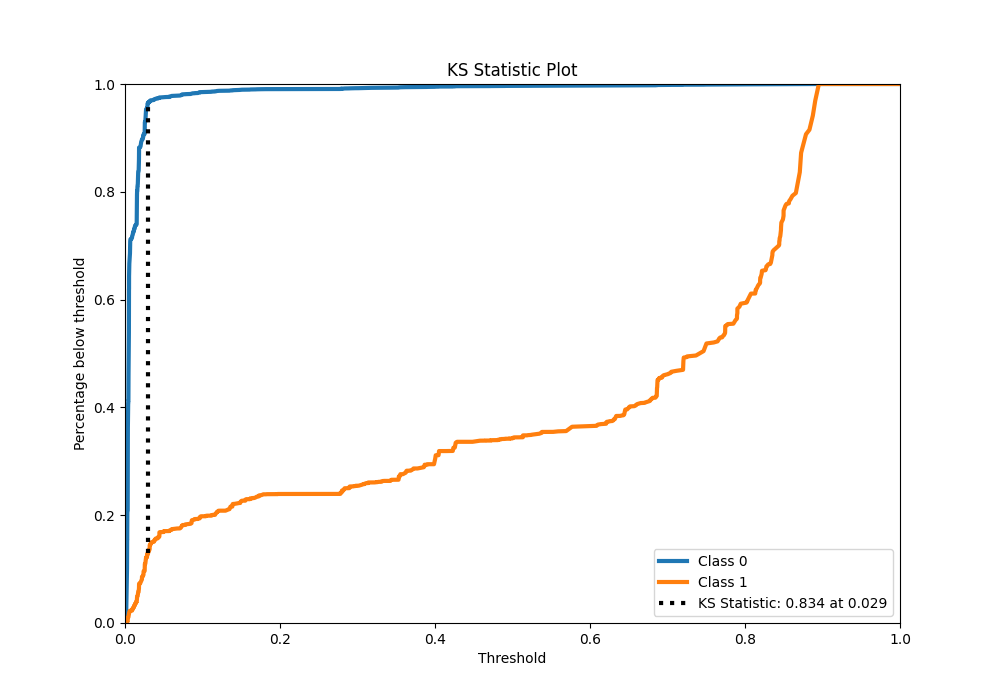 KS Statistic Plot
1.0
0.8
0.6
0.4
0.2
0.0
Percentage below threshold
0.0 0.2 0.4 0.6 0.8 1.0
Threshold
Class 0
Class 1
KS Statistic: 0.834 at 0.029